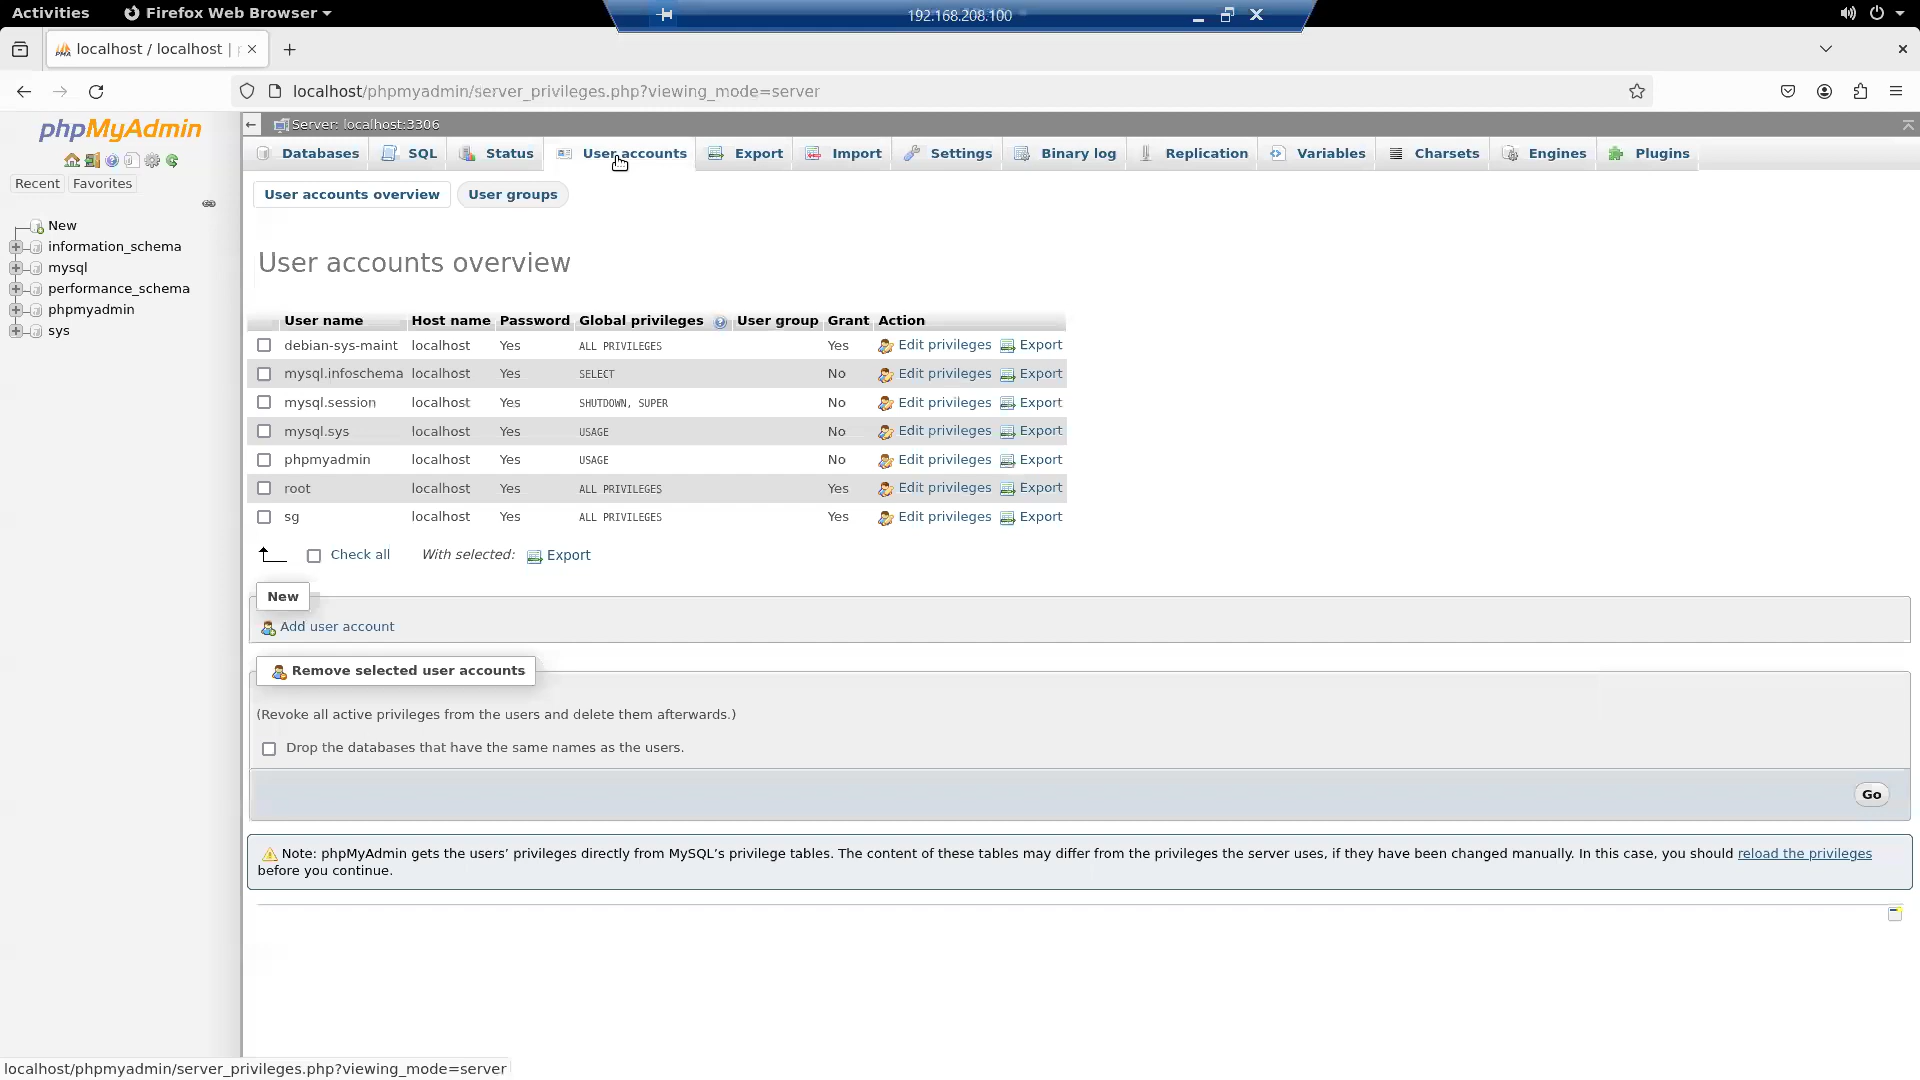 Activities Firefox Web Browser 192.168.208.100
localhost / localhost |
localhost/phpmyadmin/server_privileges.php?viewing_mode=server
phpMyAdmin
Recent Favorites
New
information_schema
mysql
performance_schema
phpmyadmin
sys
Server: localhost:3306
Databases SQL Status User accounts Export Import Settings Binary log Replication Variables Charsets Engines Plugins
User accounts overview User groups
User accounts overview
User name Host name Password Global privileges User group Grant Action
debian-sys-maint localhost Yes ALL PRIVILEGES Yes Edit privileges Export
mysql.infoschema localhost Yes SELECT No Edit privileges Export
mysql.session localhost Yes SHUTDOWN, SUPER No Edit privileges Export
mysql.sys localhost Yes USAGE No Edit privileges Export
phpmyadmin localhost Yes USAGE No Edit privileges Export
root localhost Yes ALL PRIVILEGES Yes Edit privileges Export
sg localhost Yes ALL PRIVILEGES Yes Edit privileges Export
Check all With selected: Export
New
Add user account
Remove selected user accounts
(Revoke all active privileges from the users and delete them afterwards.)
Drop the databases that have the same names as the users.
Go
Note: phpMyAdmin gets the users’ privileges directly from MySQL’s privilege tables. The content of these tables may differ from the privileges the server uses, if they have been changed manually. In this case, you should reload the privileges
before you continue.
localhost/phpmyadmin/server_privileges.php?viewing_mode=server